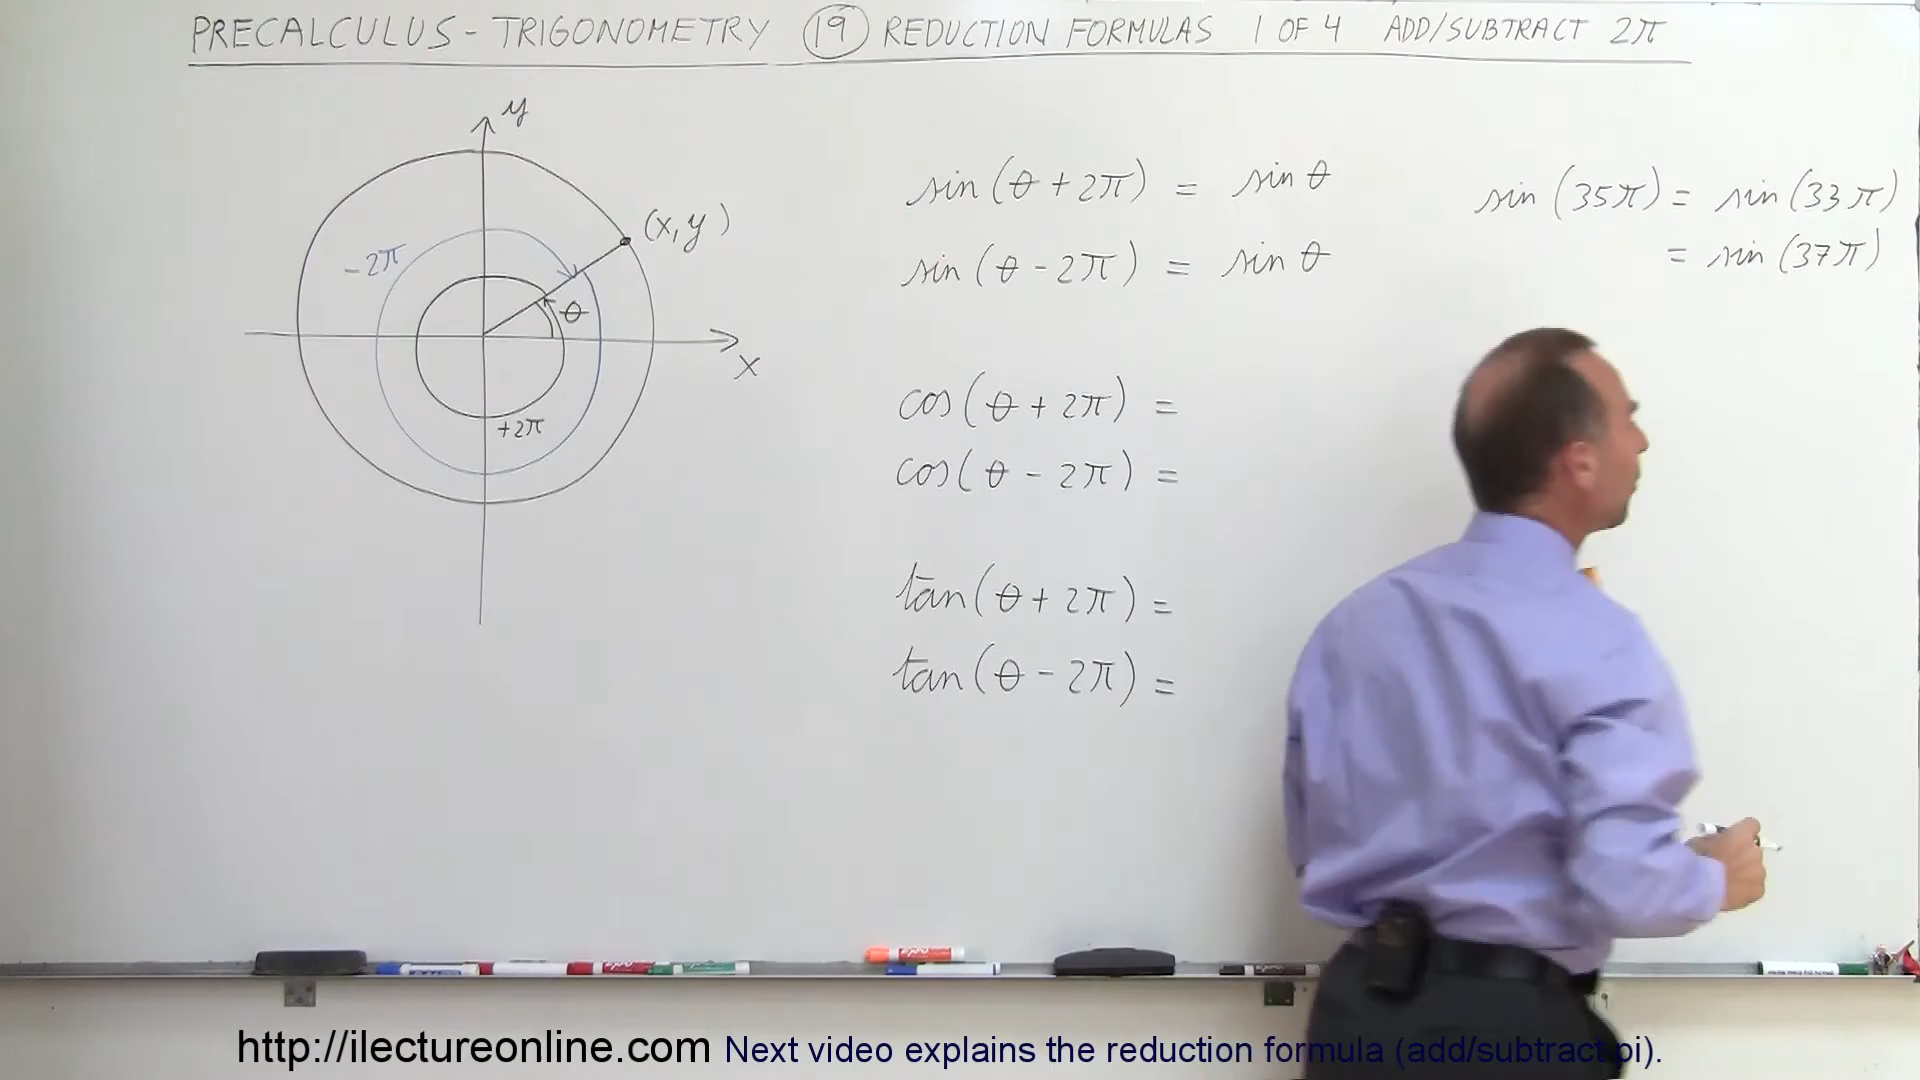 PRECALCULUS - TRIGONOMETRY 19 REDUCTION FORMULAS 1 OF 4 ADD/SUBTRACT 2π
y
(x, y)
-2π
θ
x
+2π
sin (θ + 2π) = sin θ
sin (θ - 2π) = sin θ
cos (θ + 2π) =
cos (θ - 2π) =
tan (θ + 2π) =
tan (θ - 2π) =
sin (35π) = sin (33π)
= sin (37π)
http://ilectureonline.com Next video explains the reduction formula (add/subtract pi).